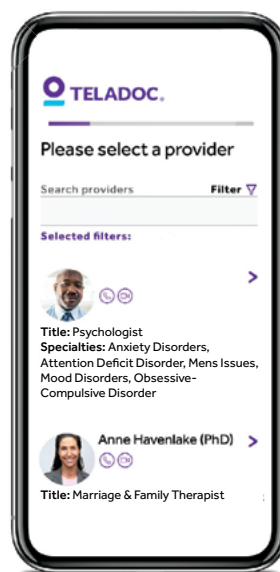 TELADOC.
Please select a provider
Search providers
Filter
Selected filters:
Title: Psychologist
Specialties: Anxiety Disorders,
Attention Deficit Disorder, Mens Issues,
Mood Disorders, Obsessive-
Compulsive Disorder
Anne Havenlake (PhD)
Title: Marriage & Family Therapist